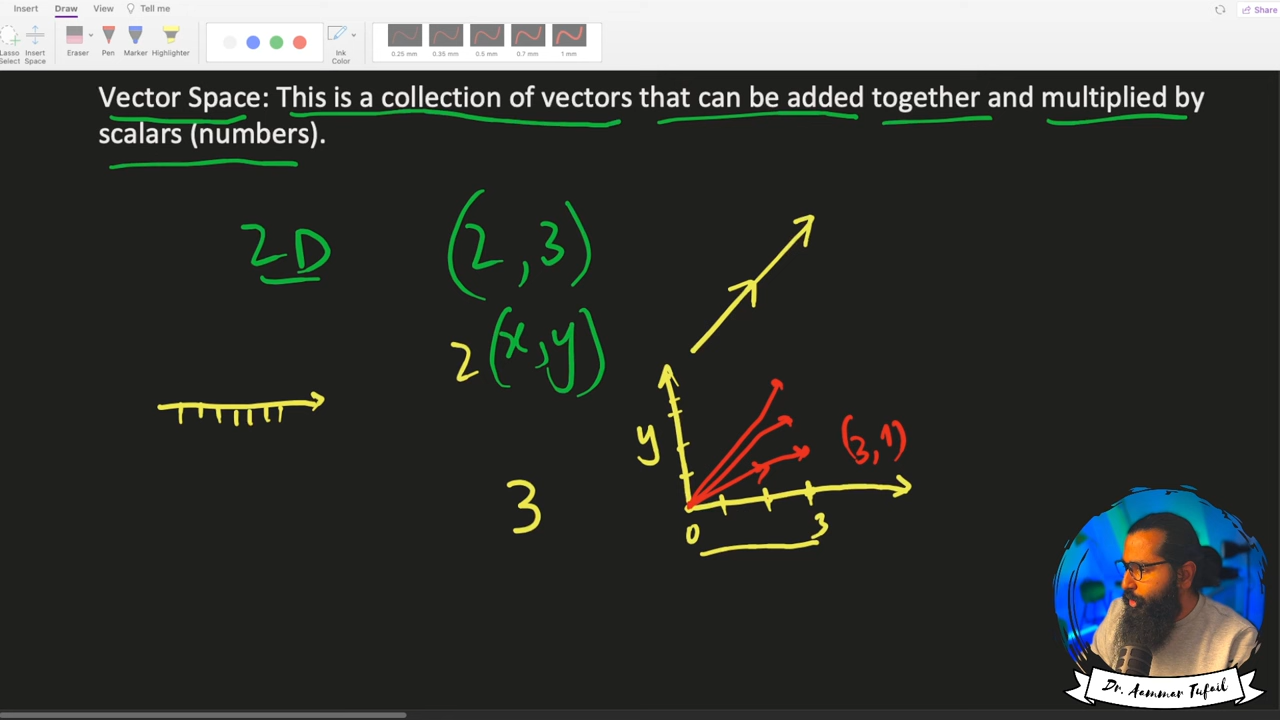 Insert Draw View Tell me Share
Lasso Select
Insert Space
Eraser
Pen
Marker
Highlighter
Ink Color
0.25 mm 0.35 mm 0.5 mm 0.7 mm 1 mm
Vector Space: This is a collection of vectors that can be added together and multiplied by
scalars (numbers).
2D (2,3)
2(x,y)
y (3,1)
3
0 3
Dr. Aammar Tufail